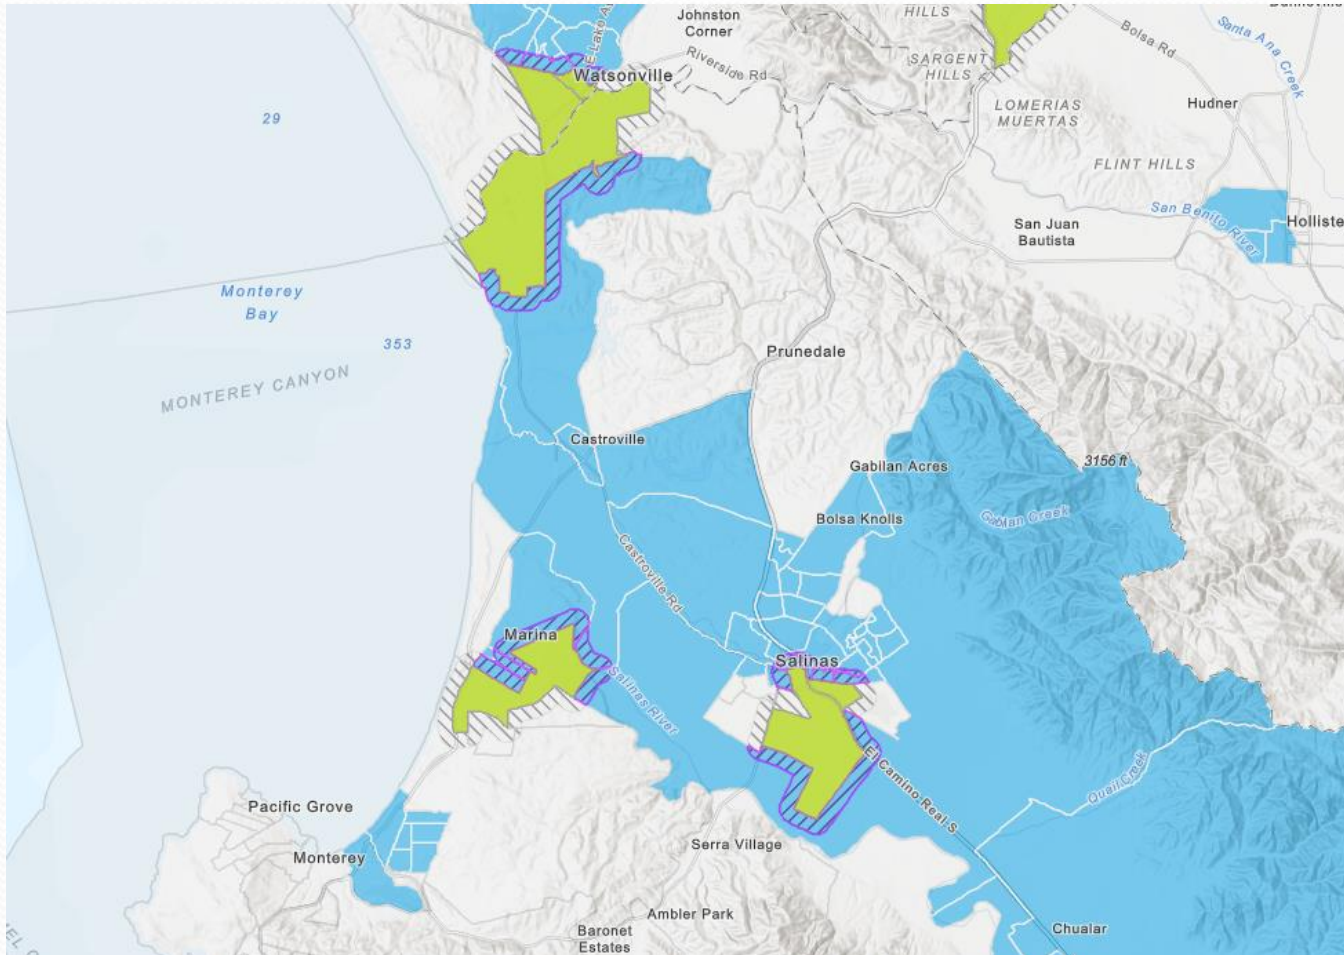 Johnston
Corner
HILLS
Bolsa Rd
Santa Ana
Creek
E Lake Av
Riverside Rd
SARGENT
HILLS
Watsonville
LOMERIAS
MUERTAS
Hudner
29
FLINT HILLS
San Benito
River
San Juan
Bautista
Holliste
Monterey
Bay
353
Prunedale
MONTEREY CANYON
Castroville
Gabilan Acres
3156 ft
Bolsa Knolls
Gabilan Creek
Castroville Rd
Marina
Salinas
Salinas River
El Camino Real S
Quail Creek
Pacific Grove
Monterey
Serra Village
Ambler Park
Baronet
Estates
Chualar